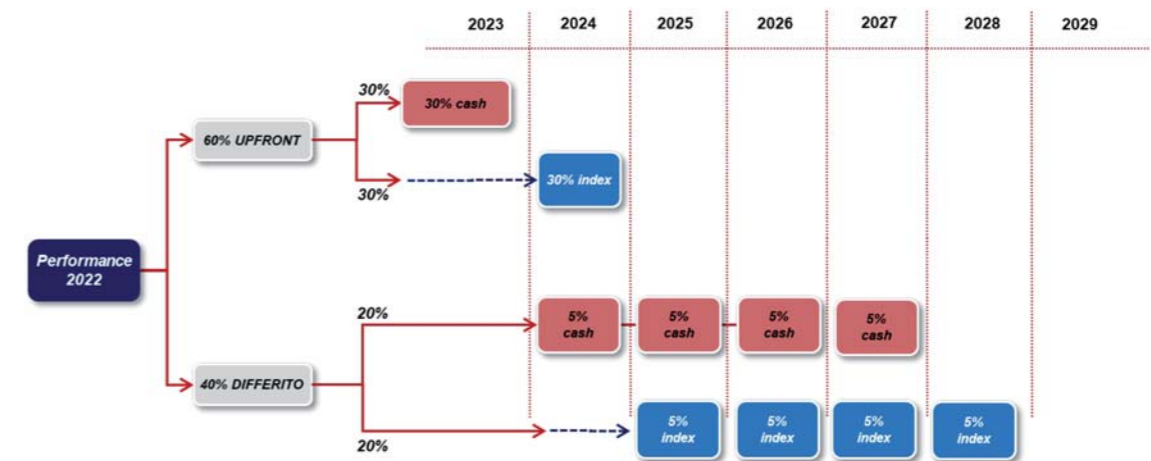 2023 2024 2025 2026 2027 2028 2029
30%
30% cash
60% UPFRONT
30% index
30%
Performance
2022
20%
5% 5% 5% 5%
cash cash cash cash
40% DIFFERITO
5% 5% 5% 5%
index index index index
20%